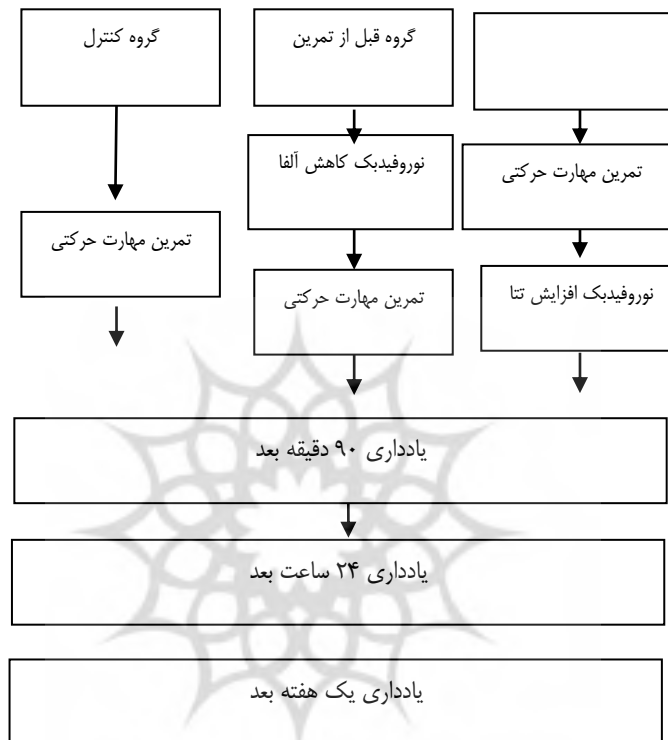 گروه قبل از تمرین
گروه کنترل
نوروفیدبک کاهش آلفا
تمرین مهارت حرکتی
تمرین مهارت حرکتی
نوروفیدبک افزایش تتا
تمرین مهارت حرکتی
یادداری ۹۰ دقیقه بعد
یادداری ۲۴ ساعت بعد
یادداری یک هفته بعد